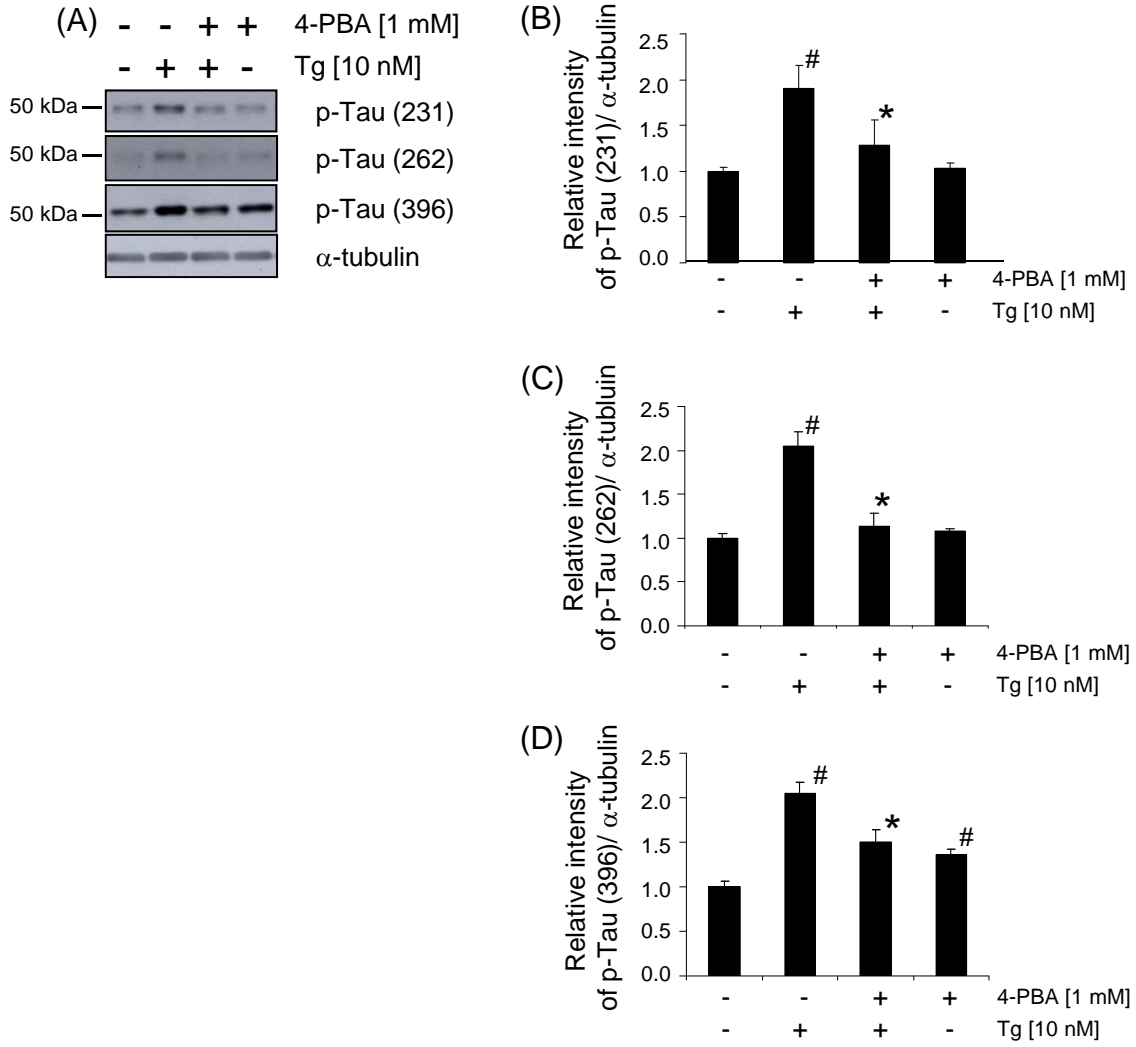 (A) - - + + 4-PBA [1 mM]
- + + - Tg [10 nM]
50 kDa p-Tau (231)
50 kDa p-Tau (262)
50 kDa p-Tau (396)
α-tubulin
(B)
Relative intensity
of p-Tau (231)/ α-tubulin
2.5
2.0
1.5
1.0
0.5
0.0
#
*
- - + + 4-PBA [1 mM]
- + + - Tg [10 nM]
(C)
Relative intensity
of p-Tau (262)/ α-tubluin
2.5
2.0
1.5
1.0
0.5
0.0
#
*
- - + + 4-PBA [1 mM]
- + + - Tg [10 nM]
(D)
Relative intensity
of p-Tau (396)/ α-tubulin
2.5
2.0
1.5
1.0
0.5
0.0
#
*
#
- - + + 4-PBA [1 mM]
- + + - Tg [10 nM]